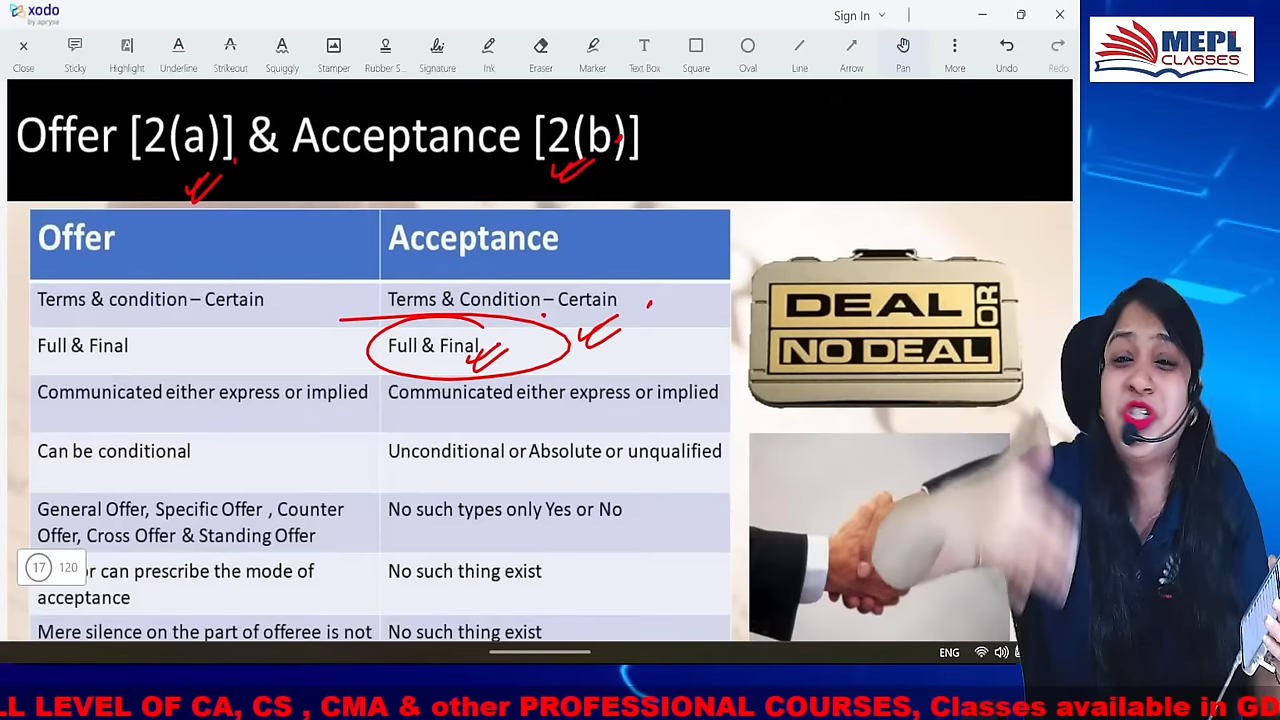 xodo
by apryse
Sign In
Close
Sticky
Highlight
Underline
Strikeout
Squiggly
Stamper
Rubber
Signature
Eraser
Marker
Text Box
Square
Oval
Line
Arrow
Pan
More
Undo
Redo
MEPL
CLASSES
Offer [2(a)] & Acceptance [2(b)]
Offer Acceptance
Terms & condition – Certain Terms & Condition – Certain
Full & Final Full & Final
Communicated either express or implied Communicated either express or implied
Can be conditional Unconditional or Absolute or unqualified
General Offer, Specific Offer , Counter
Offer, Cross Offer & Standing Offer
No such types only Yes or No
17 120
can prescribe the mode of
acceptance
No such thing exist
Mere silence on the part of offeree is not No such thing exist
DEAL OR
NO DEAL
ENG
LL LEVEL OF CA, CS , CMA & other PROFESSIONAL COURSES, Classes available in GD